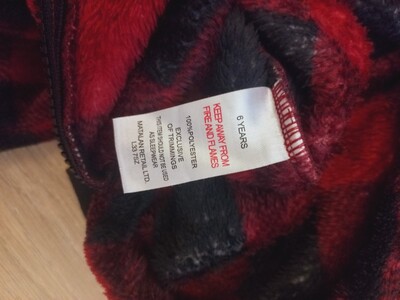 6 YEARS
KEEP AWAY FROM
FIRE AND FLAMES
100%POLYESTER
EXCLUSIVE
OF TRIMMINGS
THIS ITEM SHOULD NOT BE USED
AS SLEEPWEAR
MATALAN RETAIL LTD.
L33 7SZ